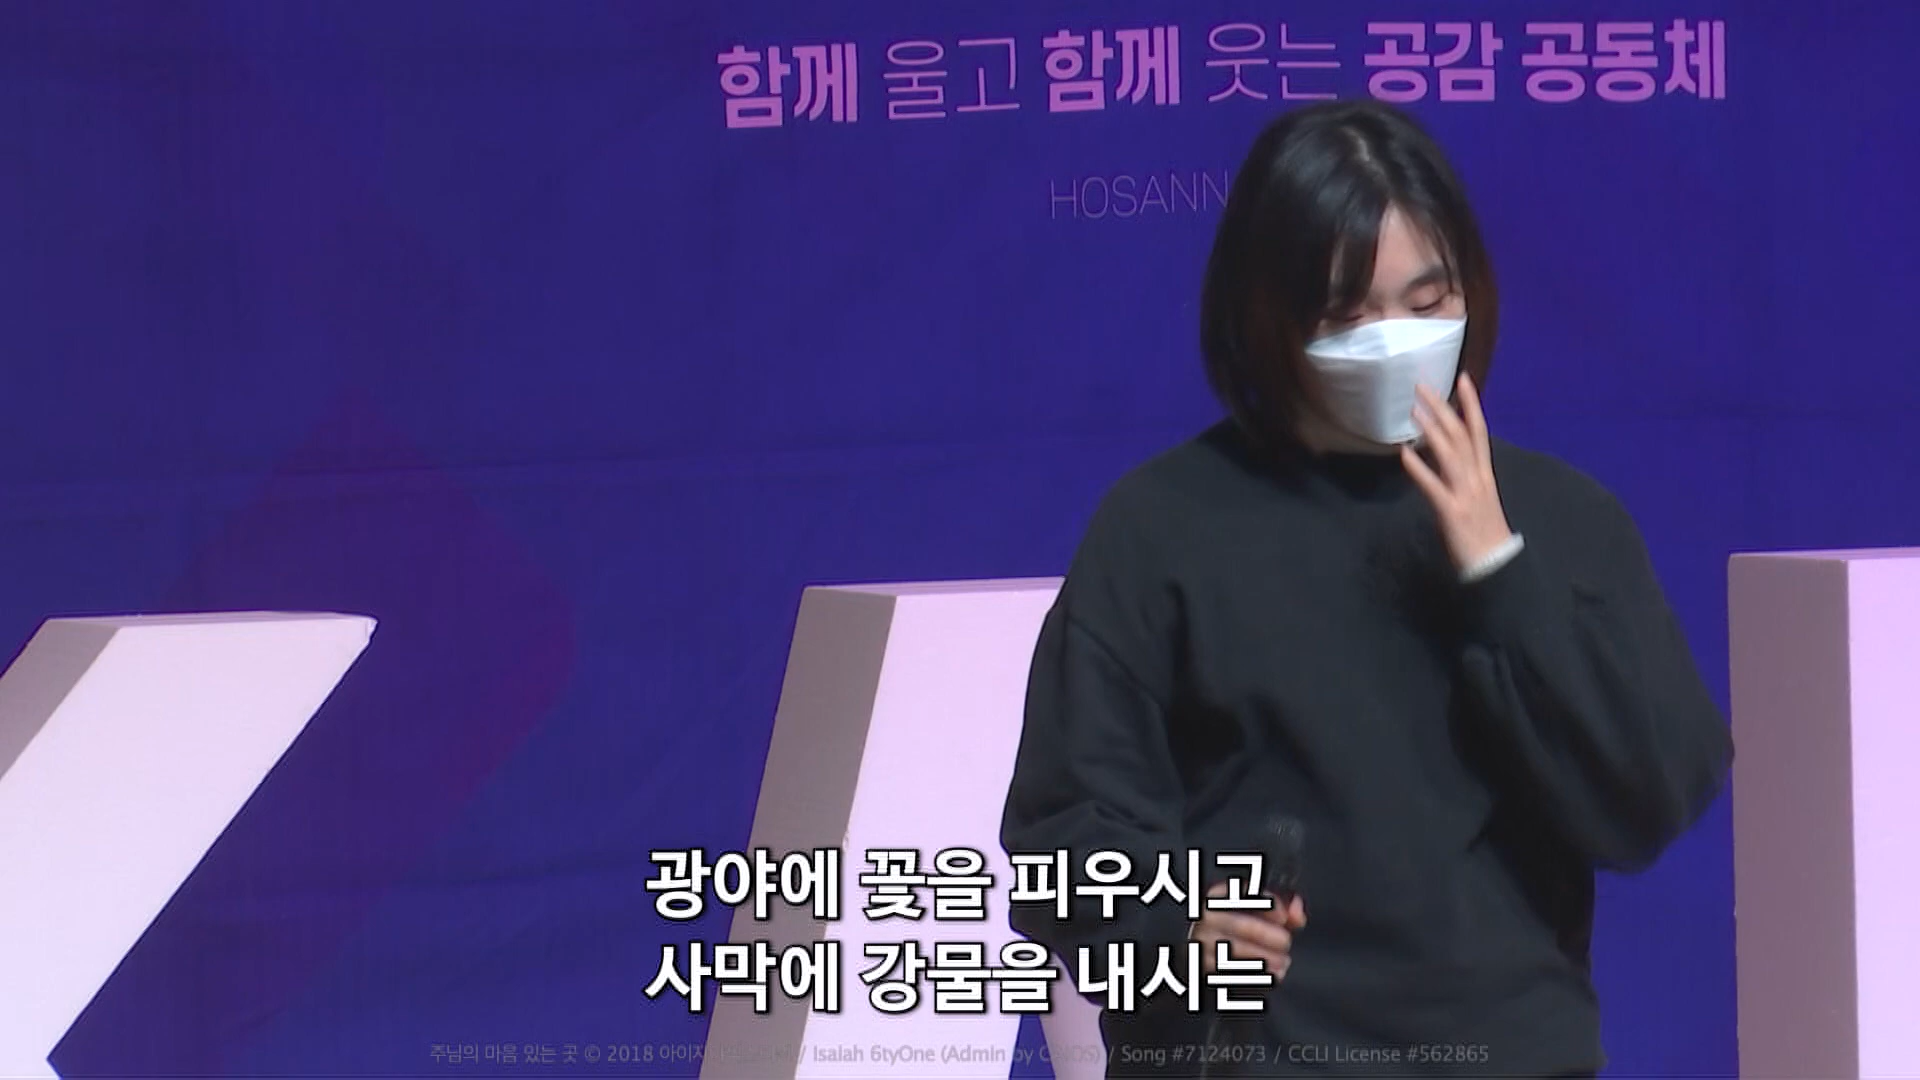 함께 울고 함께 웃는 공감 공동체
HOSANN
광야에 꽃을 피우시고
사막에 강물을 내시는
주님의 마음 있는 곳 © 2018 / Isaiah 6tyOne (Admin by / Song #7124073 / CCLI License #562865